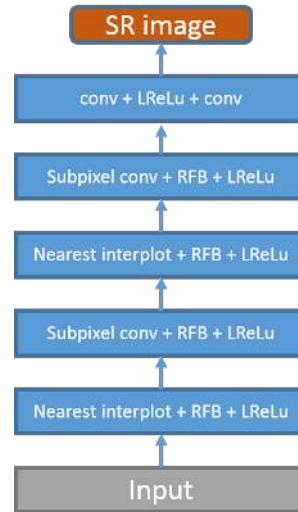 SR image
conv + LReLu + conv
Subpixel conv + RFB + LReLu
Nearest interplot + RFB + LReLu
Subpixel conv + RFB + LReLu
Nearest interplot + RFB + LReLu
Input